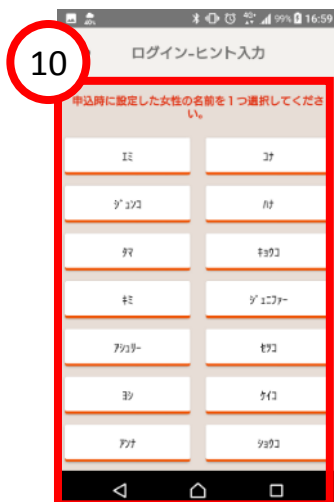 99% 16:59
10
ログイン-ヒント入力
申込時に設定した女性の名前を1つ選択してくださ
い。
エミ コナ
ジュンコ ハナ
タマ キョウコ
キミ ジェニファー
アシュリー セツコ
ヨシ ケイコ
アンナ ショウコ